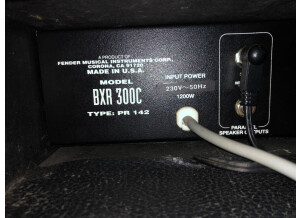 A PRODUCT OF
FENDER MUSICAL INSTRUMENTS CORP.
CORONA, CA 91720
MADE IN U.S.A.
MODEL
BXR 300C
TYPE: PR 142
INPUT POWER
230V~50Hz
1200W
PARALLEL
SPEAKER OUTPUTS